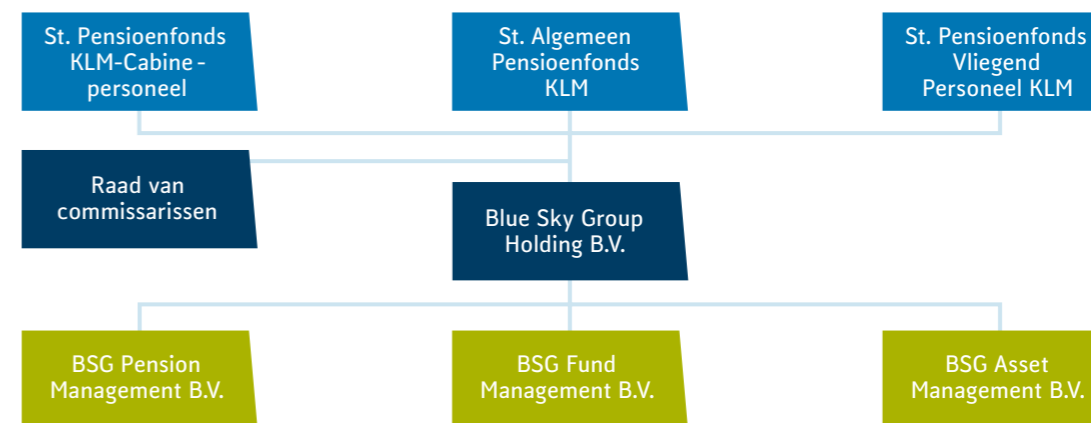 St. Pensioenfonds
KLM-Cabine-
personeel
St. Algemeen
Pensioenfonds
KLM
St. Pensioenfonds
Vliegend
Personeel KLM
Raad van
commissarissen
Blue Sky Group
Holding B.V.
BSG Pension
Management B.V.
BSG Fund
Management B.V.
BSG Asset
Management B.V.